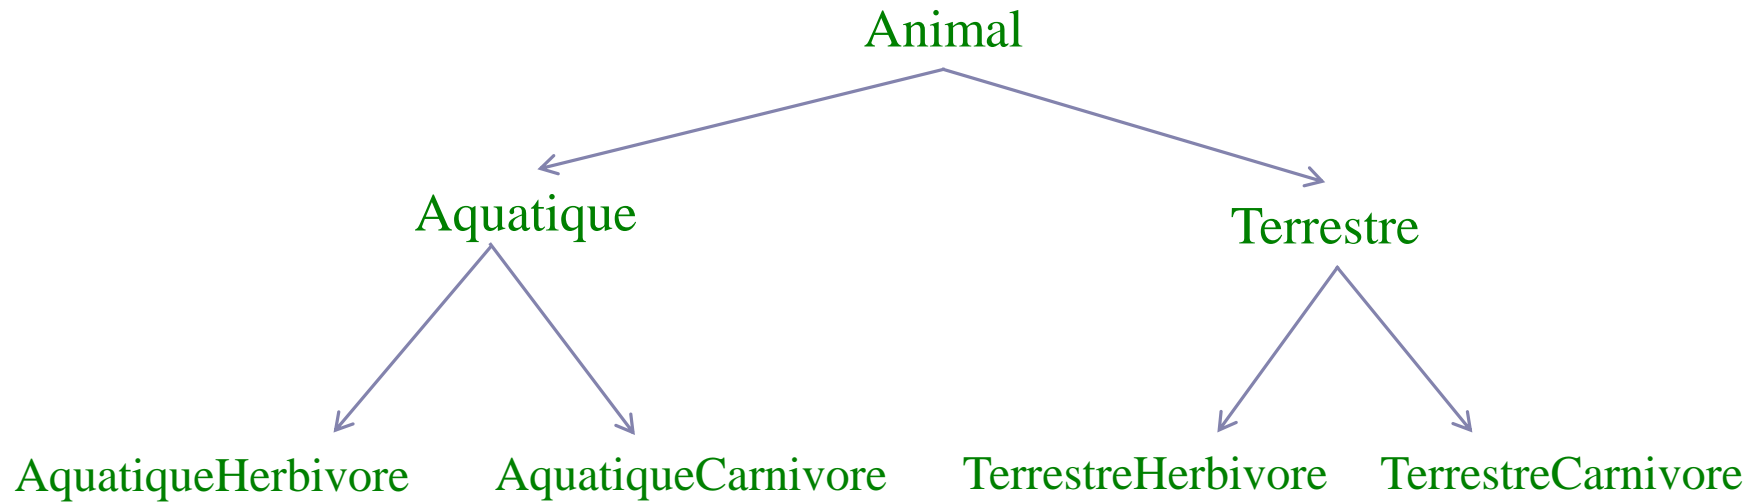 Animal
Aquatique
Terrestre
AquatiqueHerbivore
AquatiqueCarnivore
TerrestreHerbivore
TerrestreCarnivore